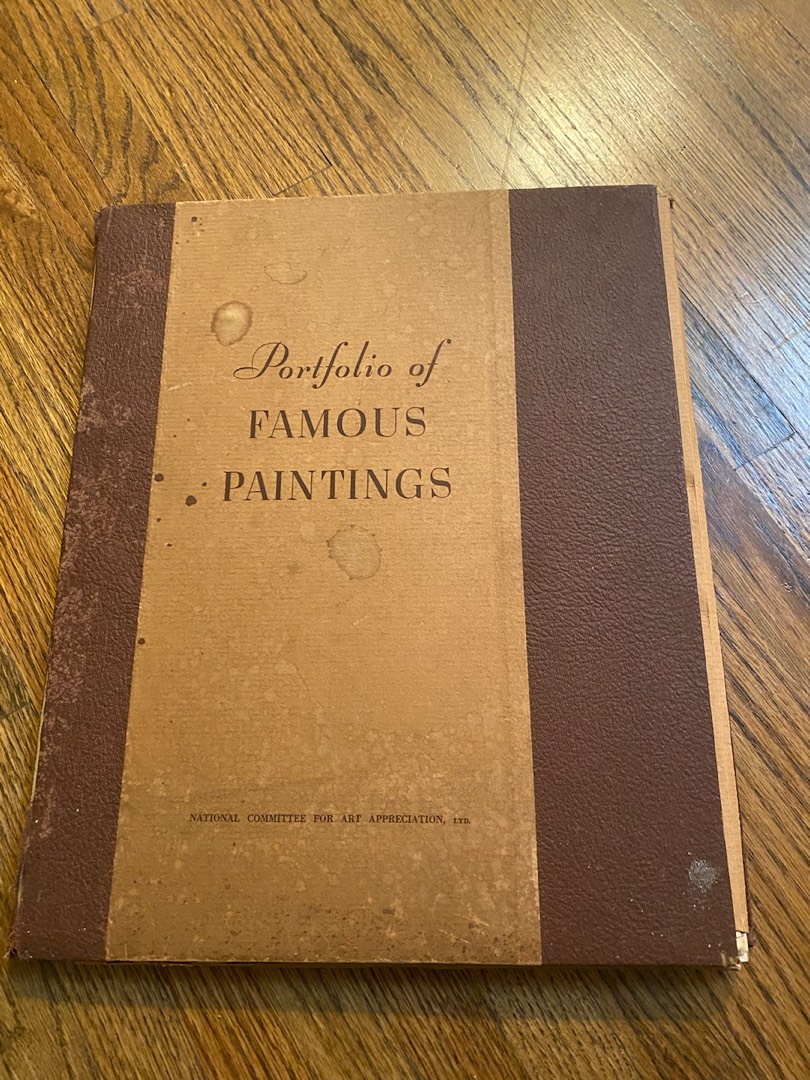 Portfolio of
FAMOUS
PAINTINGS
NATIONAL COMMITTEE FOR ART APPRECIATION, LTD.